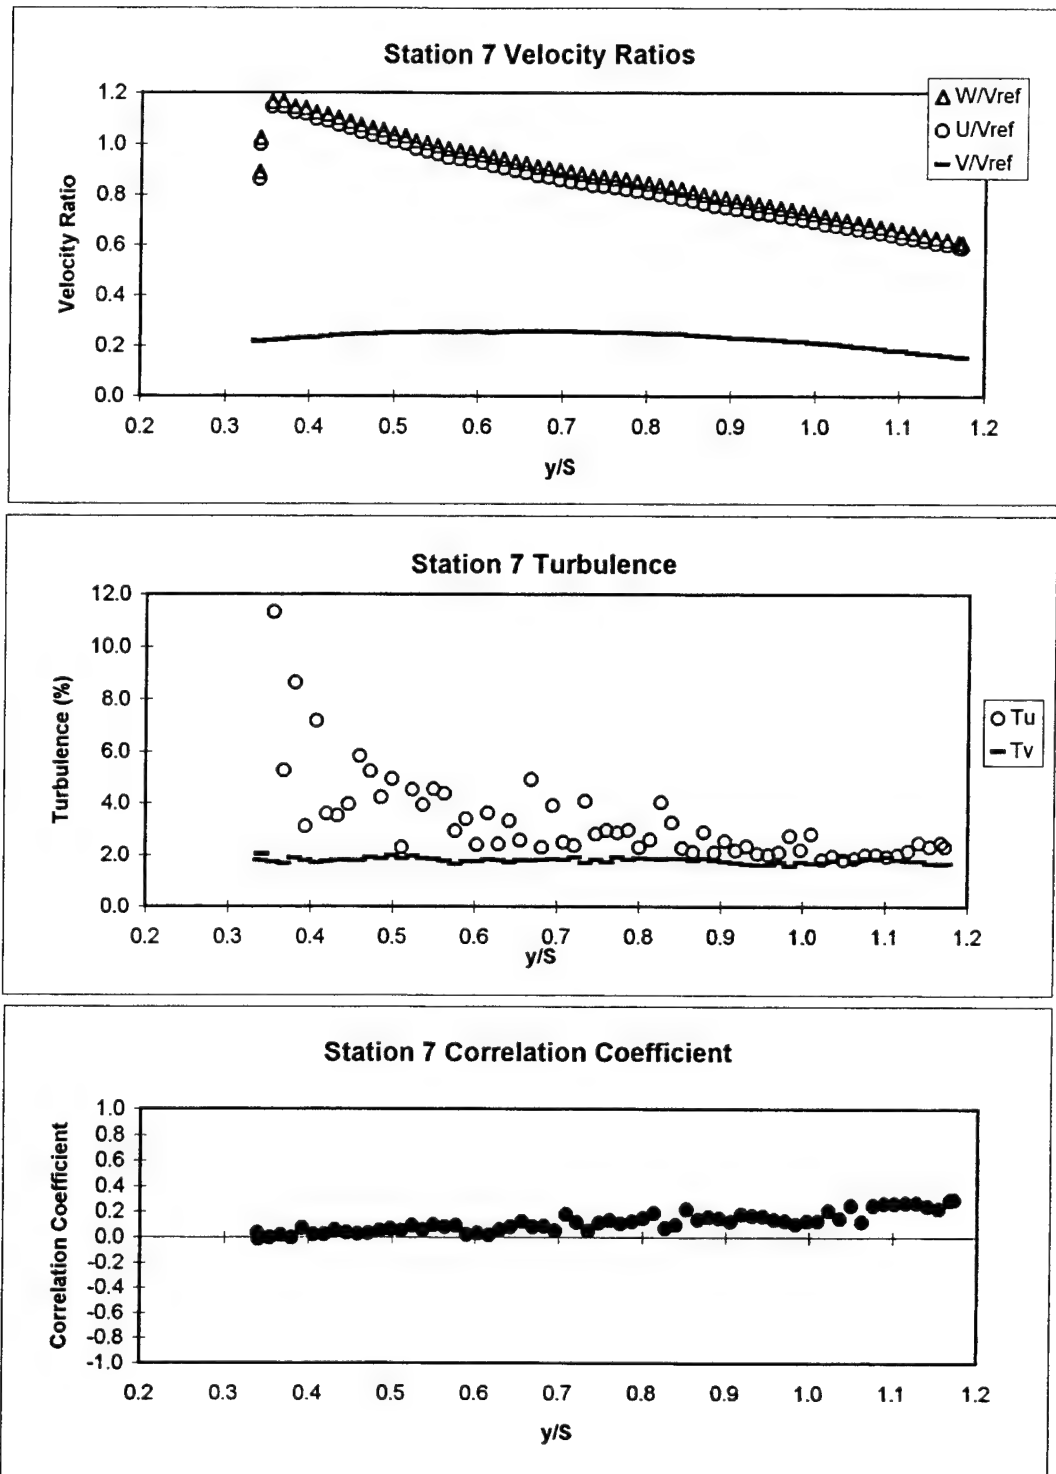 Station 7 Velocity Ratios
1.2
1.0
0.8
0.6
0.4
0.2
0.0
Velocity Ratio
0.2 0.3 0.4 0.5 0.6 0.7 0.8 0.9 1.0 1.1 1.2
y/S
W/Vref
U/Vref
V/Vref
Station 7 Turbulence
12.0
10.0
8.0
6.0
4.0
2.0
0.0
Turbulence (%)
0.2 0.3 0.4 0.5 0.6 0.7 0.8 0.9 1.0 1.1 1.2
y/S
Tu
Tv
Station 7 Correlation Coefficient
1.0
0.8
0.6
0.4
0.2
0.0
-0.2
-0.4
-0.6
-0.8
-1.0
Correlation Coefficient
0.2 0.3 0.4 0.5 0.6 0.7 0.8 0.9 1.0 1.1 1.2
y/S